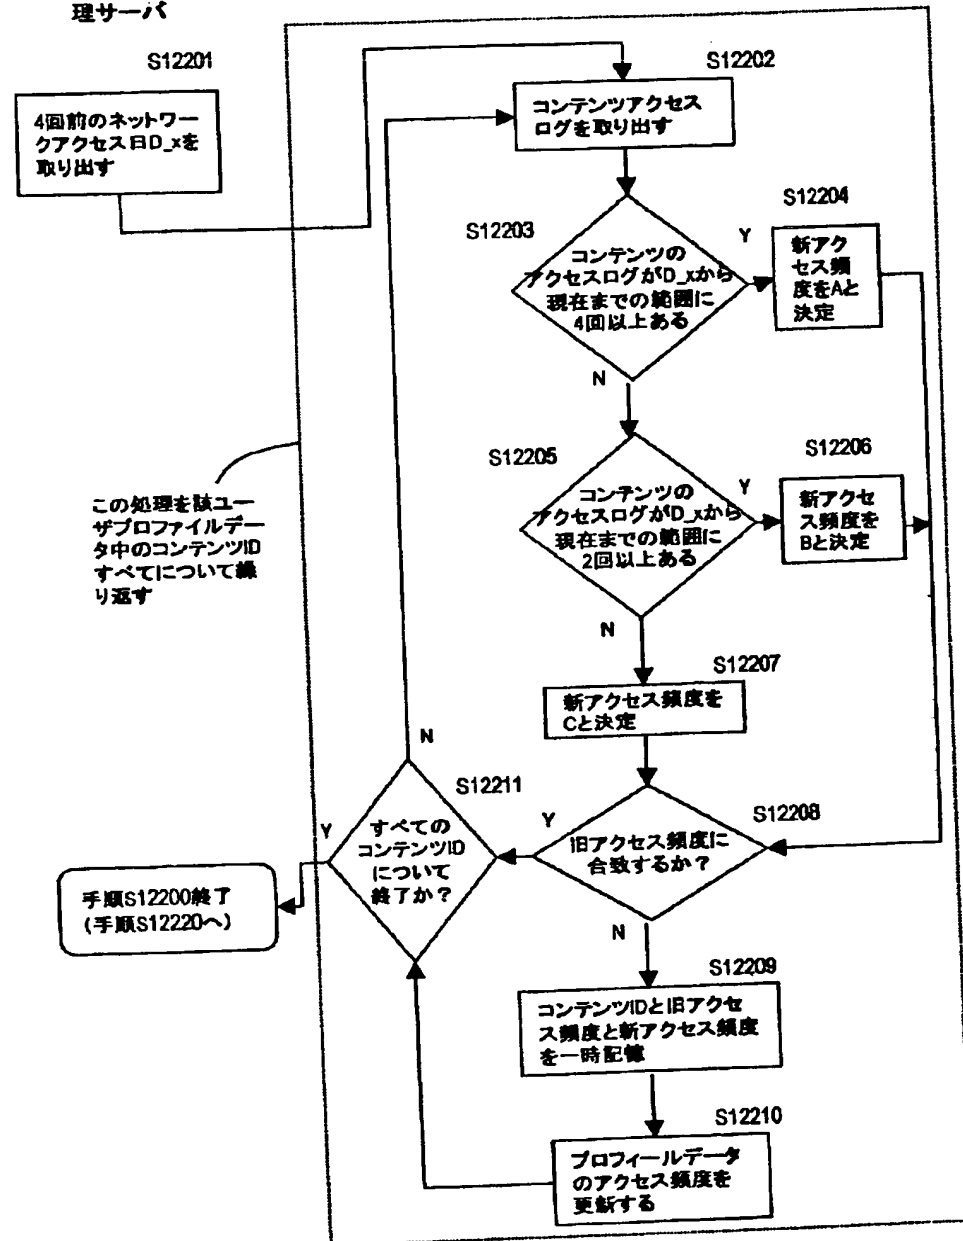 理サーバ
S12201
4回前のネットワー
クアクセス日D_xを
取り出す
S12202
コンテンツアクセス
ログを取り出す
S12203
コンテンツの
アクセスログがD_xから
現在までの範囲に
4回以上ある
Y
N
S12204
新アク
セス頻
度をAと
決定
S12205
コンテンツの
アクセスログがD_xから
現在までの範囲に
2回以上ある
Y
N
S12206
新アクセ
ス頻度を
Bと決定
この処理を該ユー
ザプロファイルデー
タ中のコンテンツID
すべてについて繰
り返す
S12207
新アクセス頻度を
Cと決定
S12208
旧アクセス頻度に
合致するか？
Y
N
S12211
すべての
コンテンツID
について
終了か？
N
Y
手順S12200終了
(手順S12220へ)
S12209
コンテンツIDと旧アクセ
ス頻度と新アクセス頻度
を一時記憶
S12210
プロフィールデータ
のアクセス頻度を
更新する